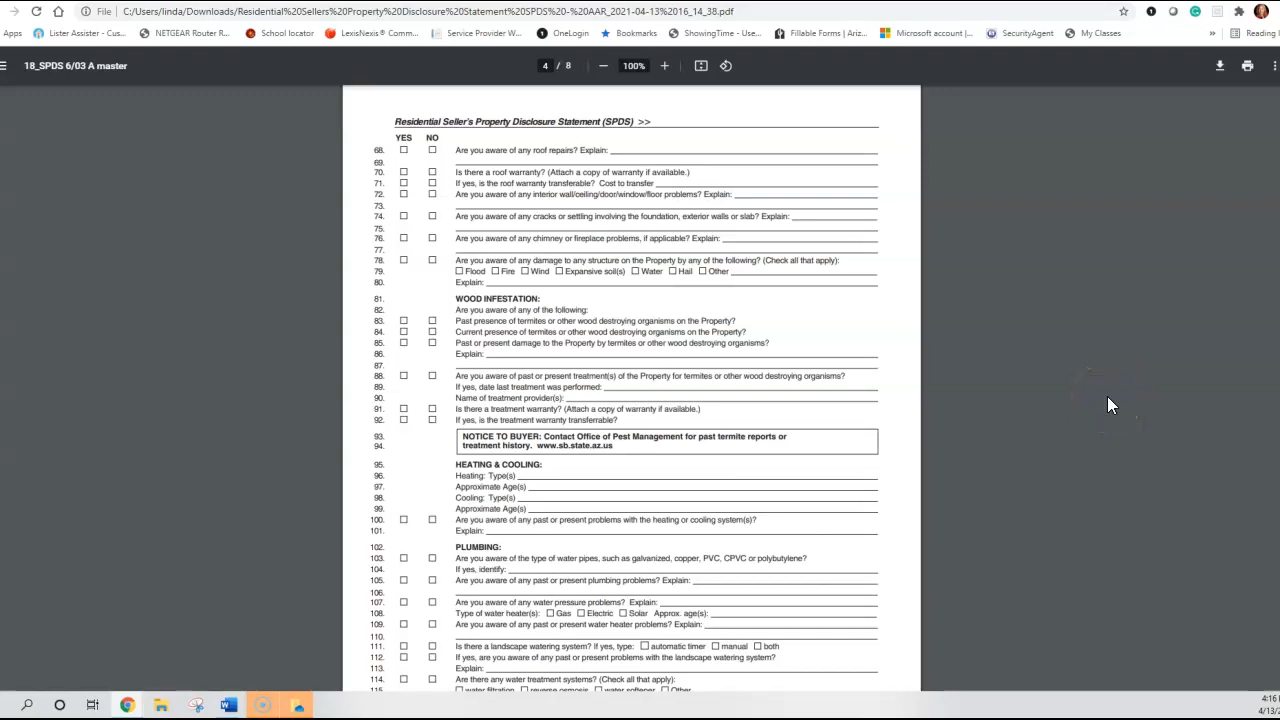 File | C:/Users/linda/Downloads/Residential%20Sellers%20Property%20Disclosure%20Statement%20SPDS%20-%20AAR_2021-04-13%2016_14_38.pdf
Apps Lister Assister - Cus... NETGEAR Router R... School locator LexisNexis® Comm... Service Provider W... OneLogin Bookmarks ShowingTime - Use... Fillable Forms | Ariz... Microsoft account |... SecurityAgent My Classes » Reading
18_SPDS 6/03 A master 4 / 8 100%
Residential Seller's Property Disclosure Statement (SPDS) >>
YES NO
68. Are you aware of any roof repairs? Explain:
69.
70. Is there a roof warranty? (Attach a copy of warranty if available.)
71. If yes, is the roof warranty transferable? Cost to transfer
72. Are you aware of any interior wall/ceiling/door/window/floor problems? Explain:
73.
74. Are you aware of any cracks or settling involving the foundation, exterior walls or slab? Explain:
75.
76. Are you aware of any chimney or fireplace problems, if applicable? Explain:
77.
78. Are you aware of any damage to any structure on the Property by any of the following? (Check all that apply):
79. Flood Fire Wind Expansive soil(s) Water Hail Other
80. Explain:
81. WOOD INFESTATION:
82. Are you aware of any of the following:
83. Past presence of termites or other wood destroying organisms on the Property?
84. Current presence of termites or other wood destroying organisms on the Property?
85. Past or present damage to the Property by termites or other wood destroying organisms?
86. Explain:
87.
88. Are you aware of past or present treatment(s) of the Property for termites or other wood destroying organisms?
89. If yes, date last treatment was performed:
90. Name of treatment provider(s):
91. Is there a treatment warranty? (Attach a copy of warranty if available.)
92. If yes, is the treatment warranty transferrable?
93. NOTICE TO BUYER: Contact Office of Pest Management for past termite reports or
94. treatment history. www.sb.state.az.us
95. HEATING & COOLING:
96. Heating: Type(s)
97. Approximate Age(s)
98. Cooling: Type(s)
99. Approximate Age(s)
100. Are you aware of any past or present problems with the heating or cooling system(s)?
101. Explain:
102. PLUMBING:
103. Are you aware of the type of water pipes, such as galvanized, copper, PVC, CPVC or polybutylene?
104. If yes, identify:
105. Are you aware of any past or present plumbing problems? Explain:
106.
107. Are you aware of any water pressure problems? Explain:
108. Type of water heater(s): Gas Electric Solar Approx. age(s):
109. Are you aware of any past or present water heater problems? Explain:
110.
111. Is there a landscape watering system? If yes, type: automatic timer manual both
112. If yes, are you aware of any past or present problems with the landscape watering system?
113. Explain:
114. Are there any water treatment systems? (Check all that apply):
115. water filtration reverse osmosis water softener Other
4:16
4/13/2